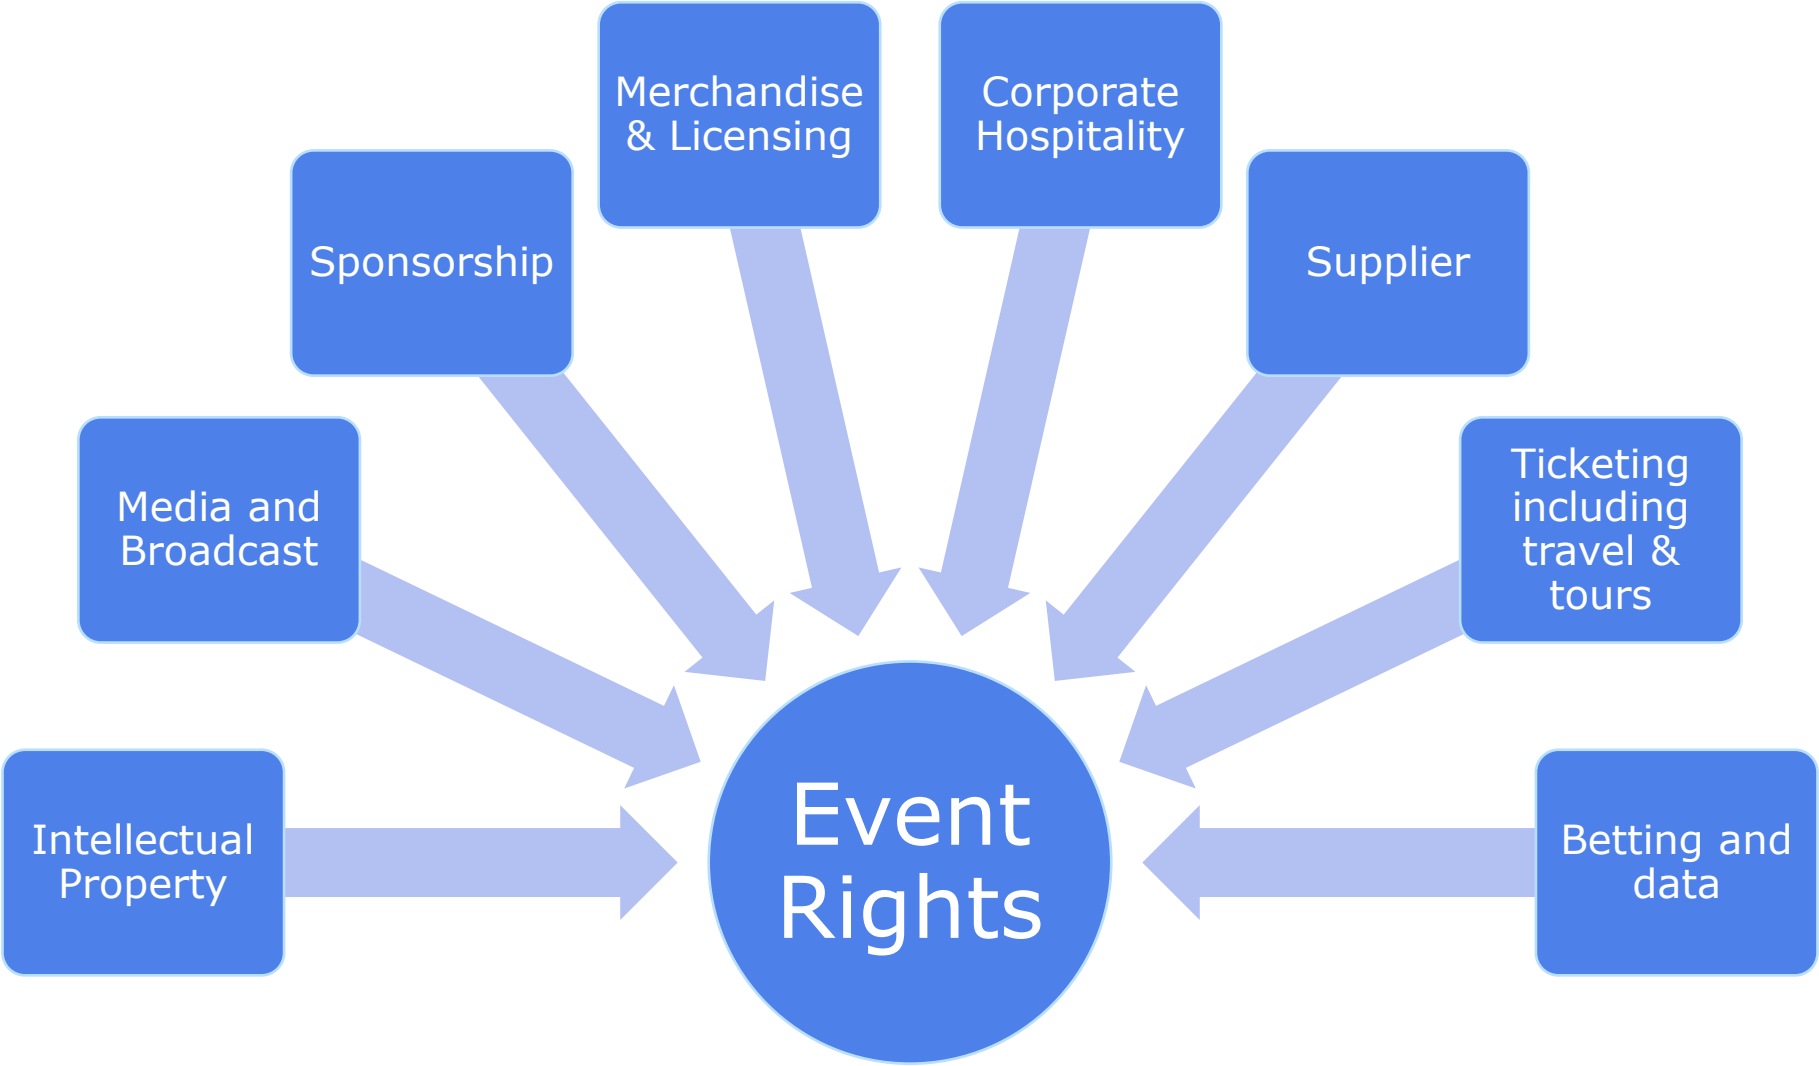 Merchandise
& Licensing
Corporate
Hospitality
Sponsorship
Supplier
Media and
Broadcast
Ticketing
including
travel &
tours
Intellectual
Property
Event
Rights
Betting and
data